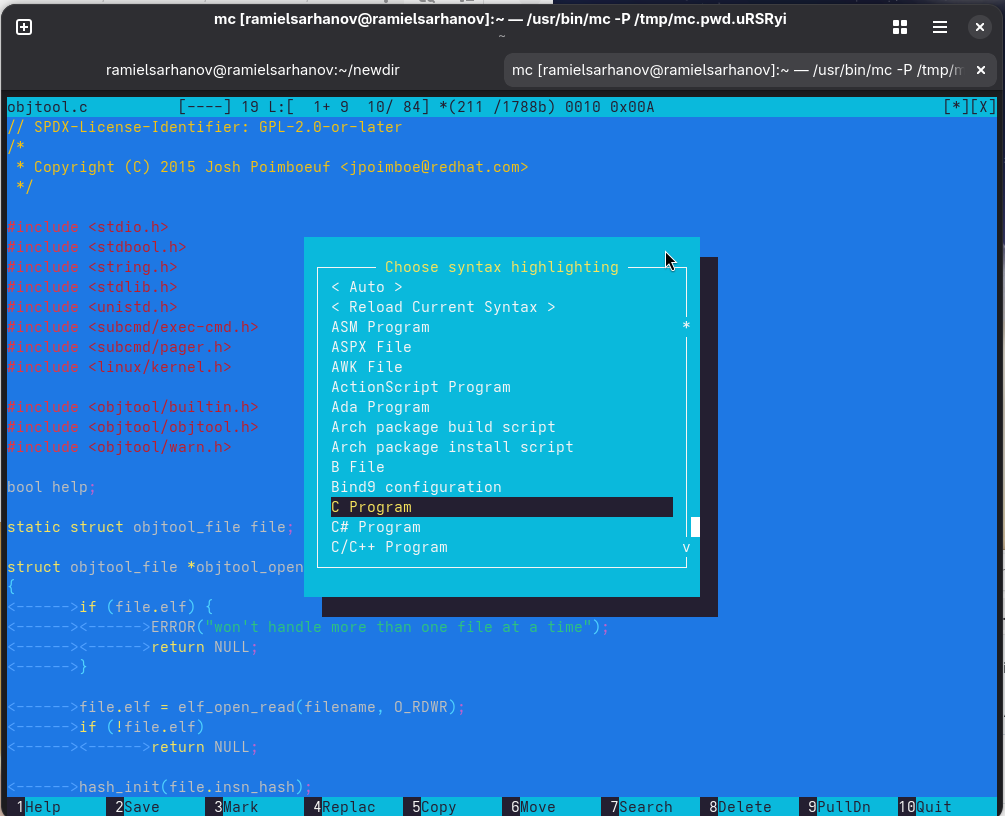 mc [ramielsarhanov@ramielsarhanov]:~ — /usr/bin/mc -P /tmp/mc.pwd.uRSRyi
~
ramielsarhanov@ramielsarhanov:~/newdir
mc [ramielsarhanov@ramielsarhanov]:~ — /usr/bin/mc -P /tmp/m
objtool.c [----] 19 L:[ 1+ 9 10/ 84] *(211 /1788b) 0010 0x00A [*][X]
// SPDX-License-Identifier: GPL-2.0-or-later
/*
* Copyright (C) 2015 Josh Poimboeuf <jpoimboe@redhat.com>
*/
#include <stdio.h>
#include <stdbool.h>
#include <string.h>
#include <stdlib.h>
#include <unistd.h>
#include <subcmd/exec-cmd.h>
#include <subcmd/pager.h>
#include <linux/kernel.h>
#include <objtool/builtin.h>
#include <objtool/objtool.h>
#include <objtool/warn.h>
bool help;
static struct objtool_file file;
struct objtool_file *objtool_open
{
<------>if (file.elf) {
<------><------>ERROR("won't handle more than one file at a time");
<------><------>return NULL;
<------>}
<------>file.elf = elf_open_read(filename, O_RDWR);
<------>if (!file.elf)
<------><------>return NULL;
<------>hash_init(file.insn_hash);
Choose syntax highlighting
< Auto >
< Reload Current Syntax >
ASM Program *
ASPX File
AWK File
ActionScript Program
Ada Program
Arch package build script
Arch package install script
B File
Bind9 configuration
C Program
C# Program
C/C++ Program v
1Help 2Save 3Mark 4Replac 5Copy 6Move 7Search 8Delete 9PullDn 10Quit